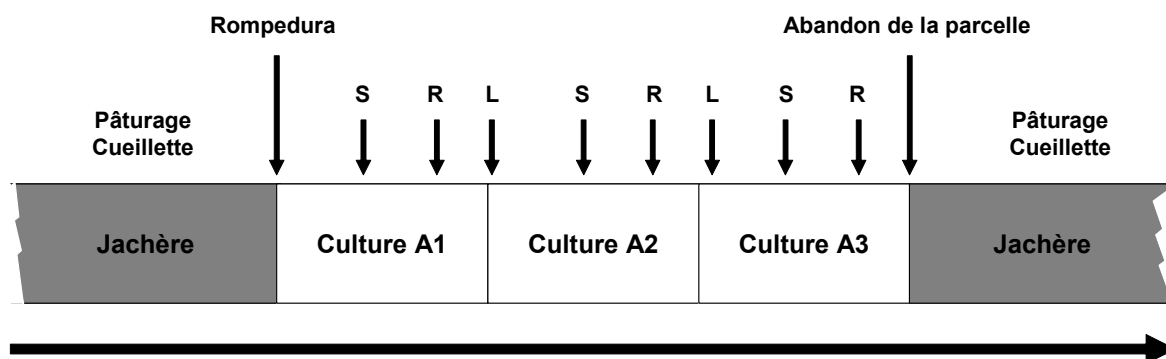 Rompedura
Abandon de la parcelle
S R L S R L S R
Pâturage
Cueillette
Pâturage
Cueillette
Jachère Culture A1 Culture A2 Culture A3 Jachère